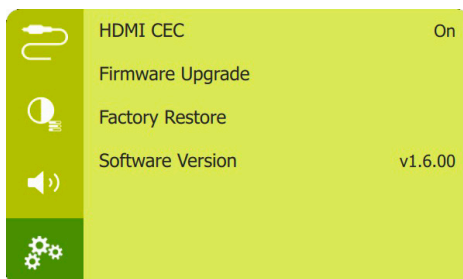 HDMI CEC On
Firmware Upgrade
Factory Restore
Software Version v1.6.00